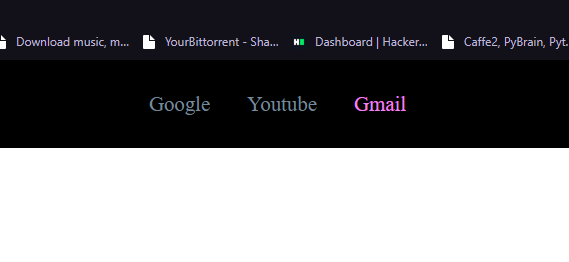 Download music, m... YourBittorrent - Sha... Dashboard | Hacker... Caffe2, PyBrain, Pyt.
Google Youtube Gmail